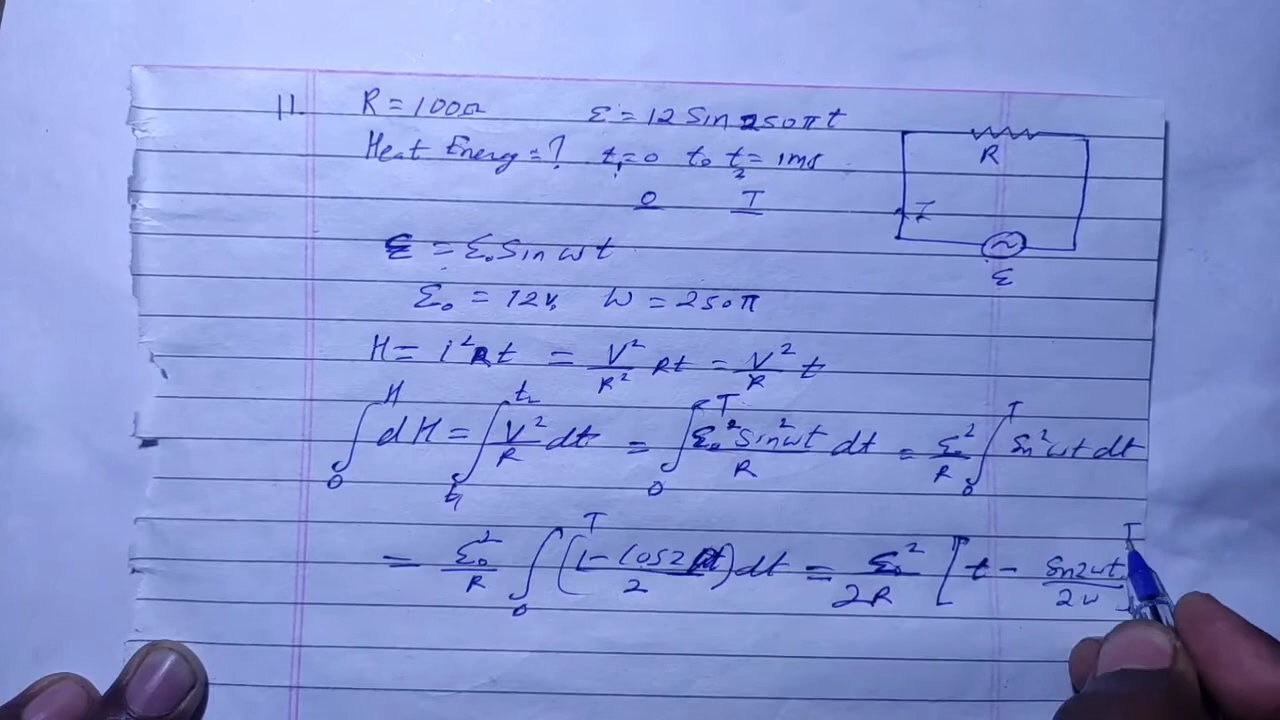 11. R = 100Ω ε = 12 Sin 250πt
Heat Energy = ? t₁ = 0 to t₂ = 1ms
0 T
R
I
ε
ε = ε₀ Sin ωt
ε₀ = 12V, W = 250π
H = i²Rt = V²/R² Rt = V²/R t
∫₀ᴴ dH = ∫_t₁^t₂ V²/R dt = ∫₀ᵀ ε₀² Sin²ωt/R dt = ε₀²/R ∫₀ᵀ Sin²ωt dt
= ε₀²/R ∫₀ᵀ (1 - Cos2ωt/2) dt = ε₀²/2R [t - Sin2ωt/2ω]ᵀ